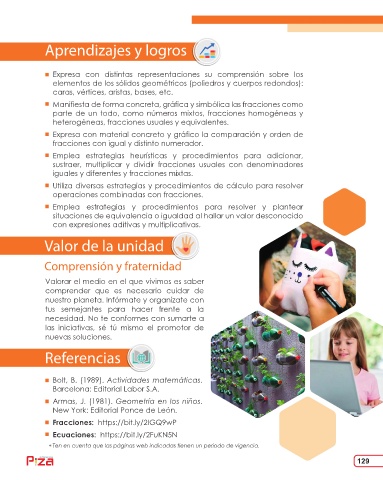 Aprendizajes y logros
Expresa con distintas representaciones su comprensión sobre los
elementos de los sólidos geométricos (poliedros y cuerpos redondos):
caras, vértices, aristas, bases, etc.
Manifiesta de forma concreta, gráfica y simbólica las fracciones como
parte de un todo, como números mixtos, fracciones homogéneas y
heterogéneas, fracciones usuales y equivalentes.
Expresa con material concreto y gráfico la comparación y orden de
fracciones con igual y distinto numerador.
Emplea estrategias heurísticas y procedimientos para adicionar,
sustraer, multiplicar y dividir fracciones usuales con denominadores
iguales y diferentes y fracciones mixtas.
Utiliza diversas estrategias y procedimientos de cálculo para resolver
operaciones combinadas con fracciones.
Emplea estrategias y procedimientos para resolver y plantear
situaciones de equivalencia o igualdad al hallar un valor desconocido
con expresiones aditivas y multiplicativas.
Valor de la unidad
Comprensión y fraternidad
Valorar el medio en el que vivimos es saber
comprender que es necesario cuidar de
nuestro planeta. Infórmate y organízate con
tus semejantes para hacer frente a la
necesidad. No te conformes con sumarte a
las iniciativas, sé tú mismo el promotor de
nuevas soluciones.
Referencias
Bolt, B. (1989). Actividades matemáticas.
Barcelona: Editorial Labor S.A.
Armas, J. (1981). Geometría en los niños.
New York: Editorial Ponce de León.
Fracciones: https://bit.ly/2IGQ9wP
Ecuaciones: https://bit.ly/2FuKN5N
• Ten en cuenta que las páginas web indicadas tienen un periodo de vigencia.
129